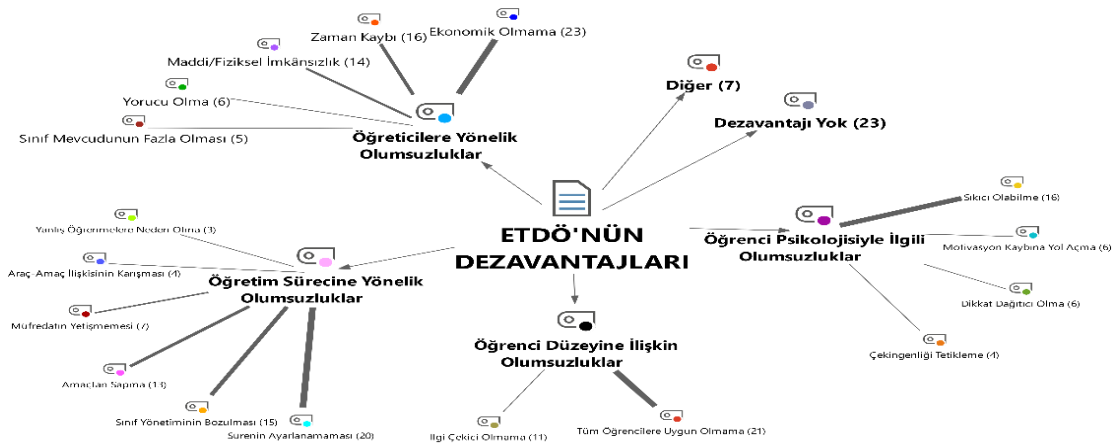 Ekonomik Olmama (23)
Zaman Kaybı (16)
Maddi/Fiziksel İmkânsızlık (14)
Yorucu Olma (6)
Sınıf Mevcudunun Fazla Olması (5)
Öğreticilere Yönelik
Olumsuzluklar
Diğer (7)
Dezavantajı Yok (23)
ETDÖ'NÜN
DEZAVANTAJLARI
Yanlış Öğrenmelere Neden Olma (3)
Araç-Amaç İlişkisinin Karışması (4)
Müfredatın Yetişmemesi (7)
Amaçtan Sapma (13)
Sınıf Yönetiminin Bozulması (15)
Sürenin Ayarlanamaması (20)
Öğretim Sürecine Yönelik
Olumsuzluklar
Öğrenci Düzeyine İlişkin
Olumsuzluklar
İlgi Çekici Olmama (11)
Tüm Öğrencilere Uygun Olmama (21)
Öğrenci Psikolojisiyle İlgili
Olumsuzluklar
Sıkıcı Olabilme (16)
Motivasyon Kaybına Yol Açma (6)
Dikkat Dağıtıcı Olma (6)
Çekingenliği Tetikleme (4)